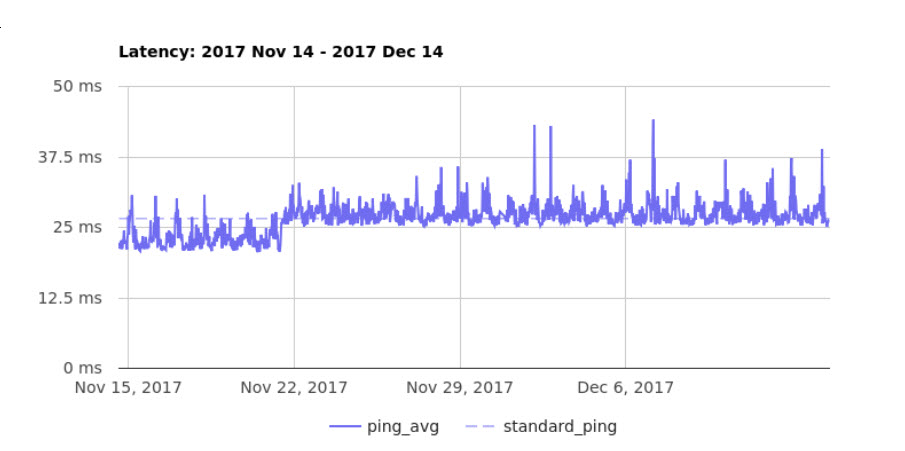 Latency: 2017 Nov 14 - 2017 Dec 14
50 ms
37.5 ms
25 ms
12.5 ms
0 ms
Nov 15, 2017 Nov 22, 2017 Nov 29, 2017 Dec 6, 2017
ping_avg standard_ping